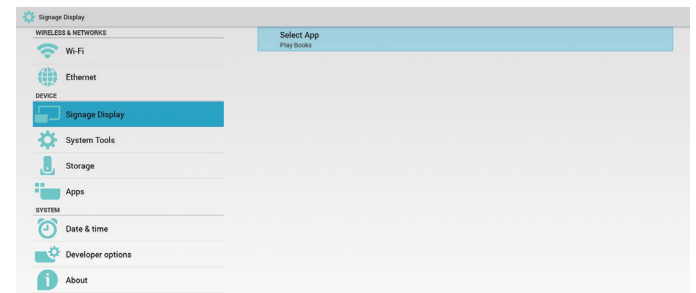 Signage Display
WIRELESS & NETWORKS
Wi-Fi
Ethernet
DEVICE
Signage Display
System Tools
Storage
Apps
SYSTEM
Date & time
Developer options
About
Select App
Play Books